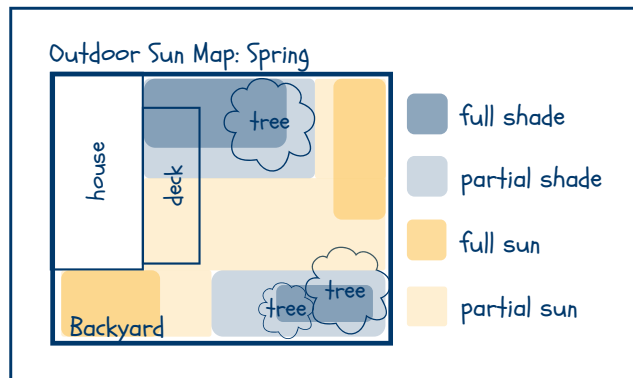 Outdoor Sun Map: Spring
house
deck
tree
tree
tree
Backyard
full shade
partial shade
full sun
partial sun